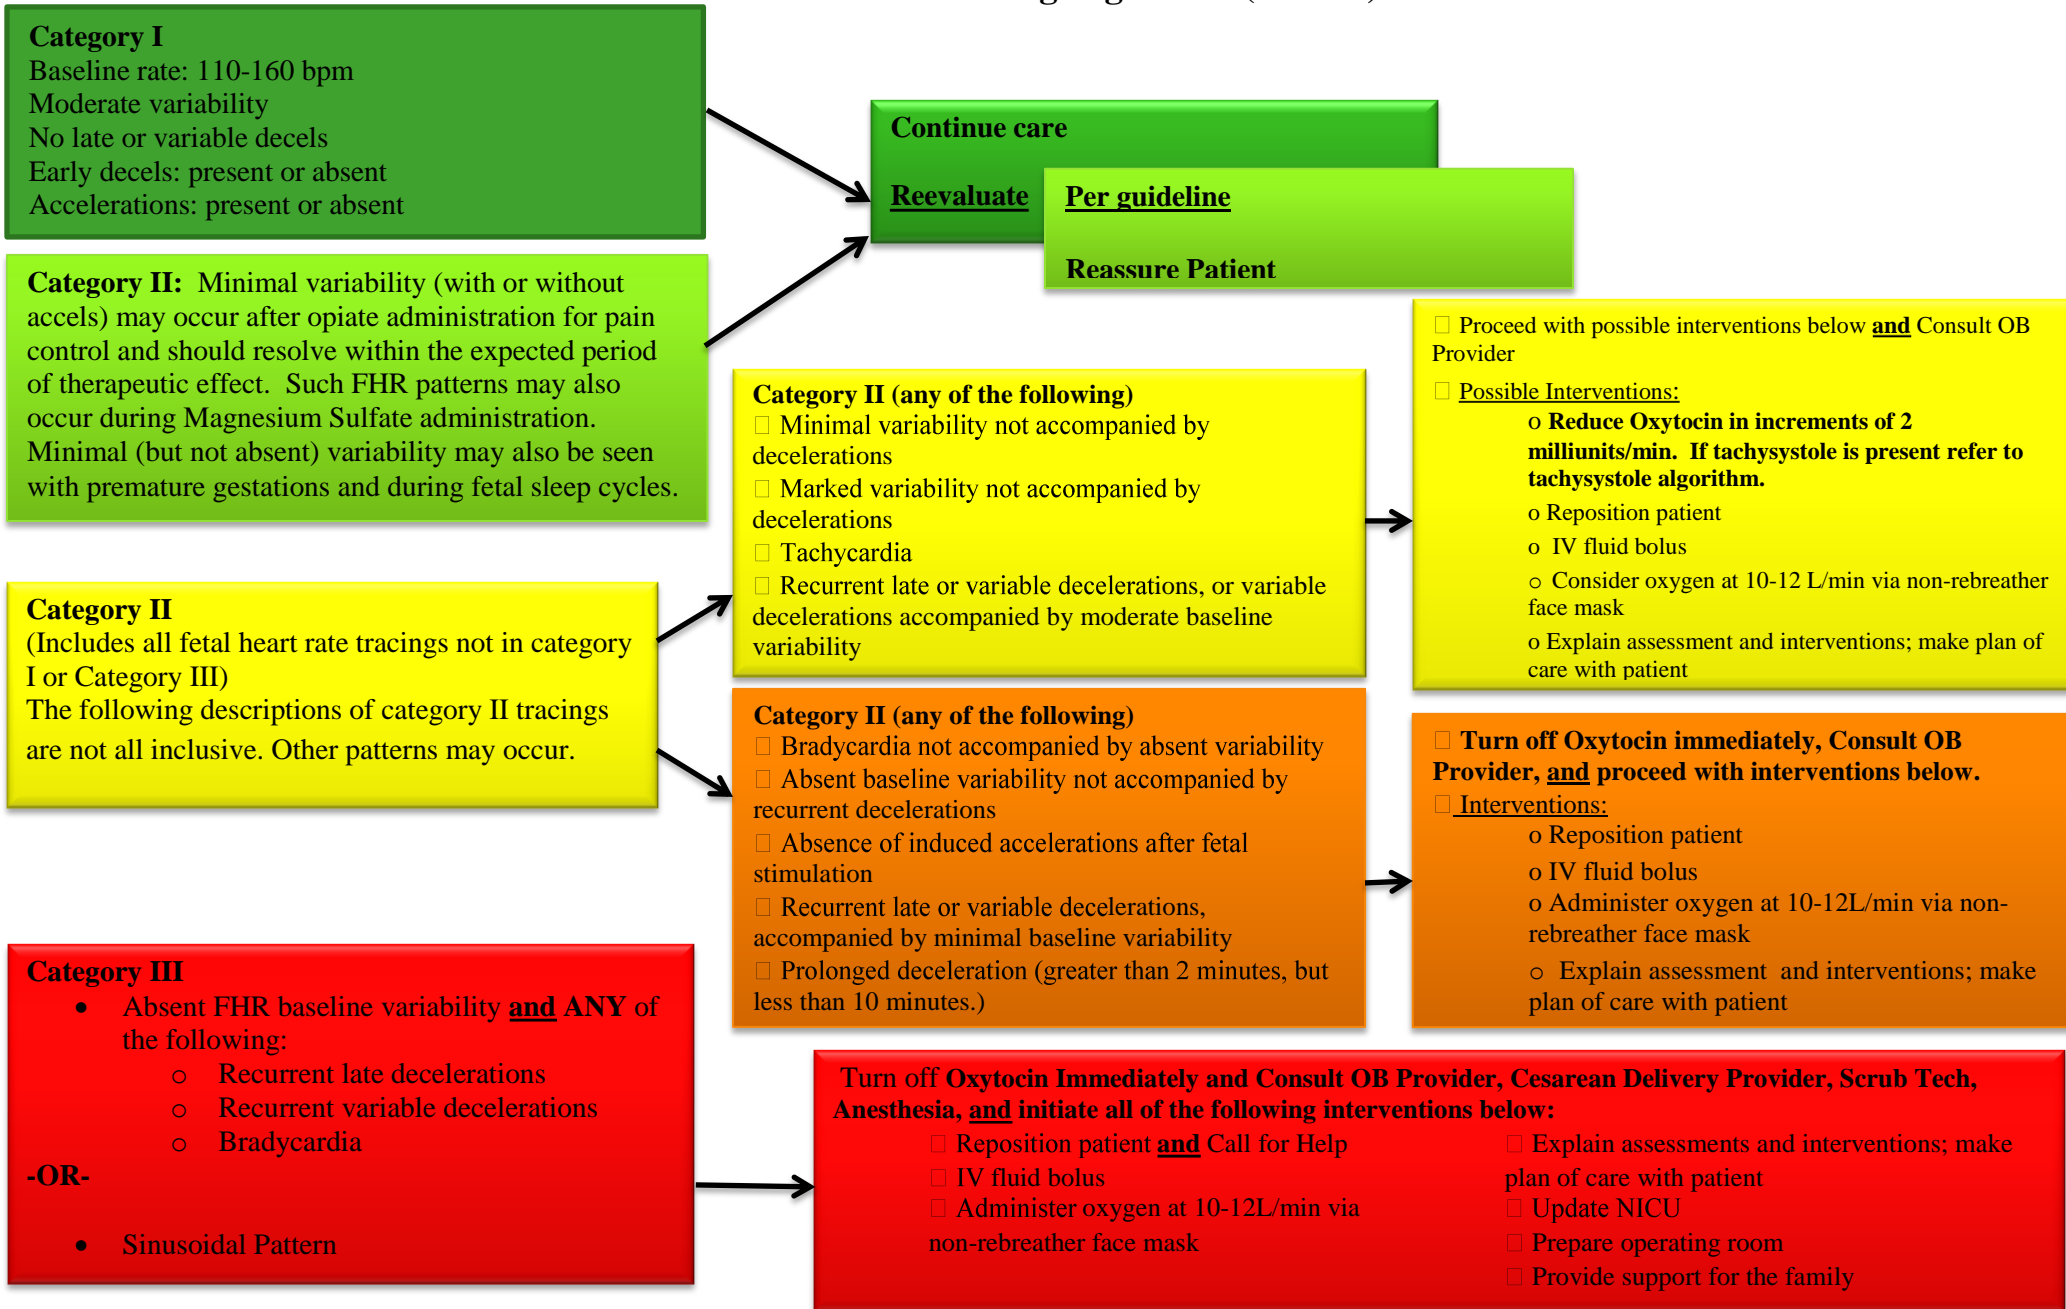 Category I
Baseline rate: 110-160 bpm
Moderate variability
No late or variable decels
Early decels: present or absent
Accelerations: present or absent
Continue care
Reevaluate
Per guideline
Reassure Patient
Category II: Minimal variability (with or without
accels) may occur after opiate administration for pain
control and should resolve within the expected period
of therapeutic effect. Such FHR patterns may also
occur during Magnesium Sulfate administration.
Minimal (but not absent) variability may also be seen
with premature gestations and during fetal sleep cycles.
Category II
(Includes all fetal heart rate tracings not in category
I or Category III)
The following descriptions of category II tracings
are not all inclusive. Other patterns may occur.
Category II (any of the following)
□ Minimal variability not accompanied by
decelerations
□ Marked variability not accompanied by
decelerations
□ Tachycardia
□ Recurrent late or variable decelerations, or variable
decelerations accompanied by moderate baseline
variability
□ Proceed with possible interventions below and Consult OB
Provider
□ Possible Interventions:
o Reduce Oxytocin in increments of 2
milliunits/min. If tachysystole is present refer to
tachysystole algorithm.
o Reposition patient
o IV fluid bolus
o Consider oxygen at 10-12 L/min via non-rebreather
face mask
o Explain assessment and interventions; make plan of
care with patient
Category II (any of the following)
□ Bradycardia not accompanied by absent variability
□ Absent baseline variability not accompanied by
recurrent decelerations
□ Absence of induced accelerations after fetal
stimulation
□ Recurrent late or variable decelerations,
accompanied by minimal baseline variability
□ Prolonged deceleration (greater than 2 minutes, but
less than 10 minutes.)
□ Turn off Oxytocin immediately, Consult OB
Provider, and proceed with interventions below.
□ Interventions:
o Reposition patient
o IV fluid bolus
o Administer oxygen at 10-12L/min via non-
rebreather face mask
o Explain assessment and interventions; make
plan of care with patient
Category III
• Absent FHR baseline variability and ANY of
the following:
o Recurrent late decelerations
o Recurrent variable decelerations
o Bradycardia
-OR-
• Sinusoidal Pattern
Turn off Oxytocin Immediately and Consult OB Provider, Cesarean Delivery Provider, Scrub Tech,
Anesthesia, and initiate all of the following interventions below:
□ Reposition patient and Call for Help
□ IV fluid bolus
□ Administer oxygen at 10-12L/min via
non-rebreather face mask
□ Explain assessments and interventions; make
plan of care with patient
□ Update NICU
□ Prepare operating room
□ Provide support for the family